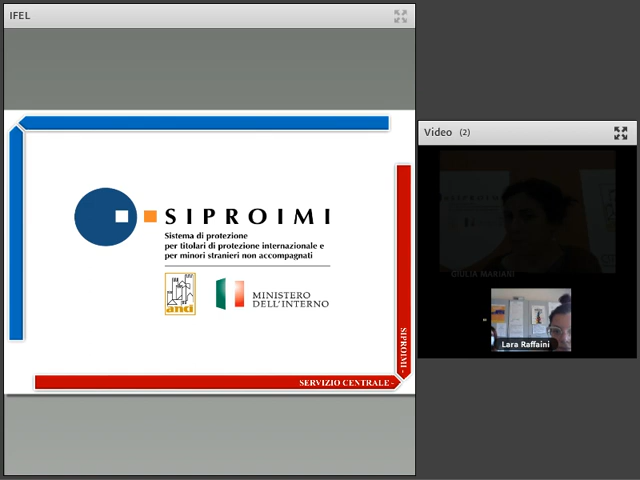 IFEL
SIPROIMI
Sistema di protezione
per titolari di protezione internazionale e
per minori stranieri non accompagnati
anci
MINISTERO
DELL'INTERNO
SERVIZIO CENTRALE -
SIPROIMI -
Video (2)
GIULIA MARIANI
Lara Raffaini